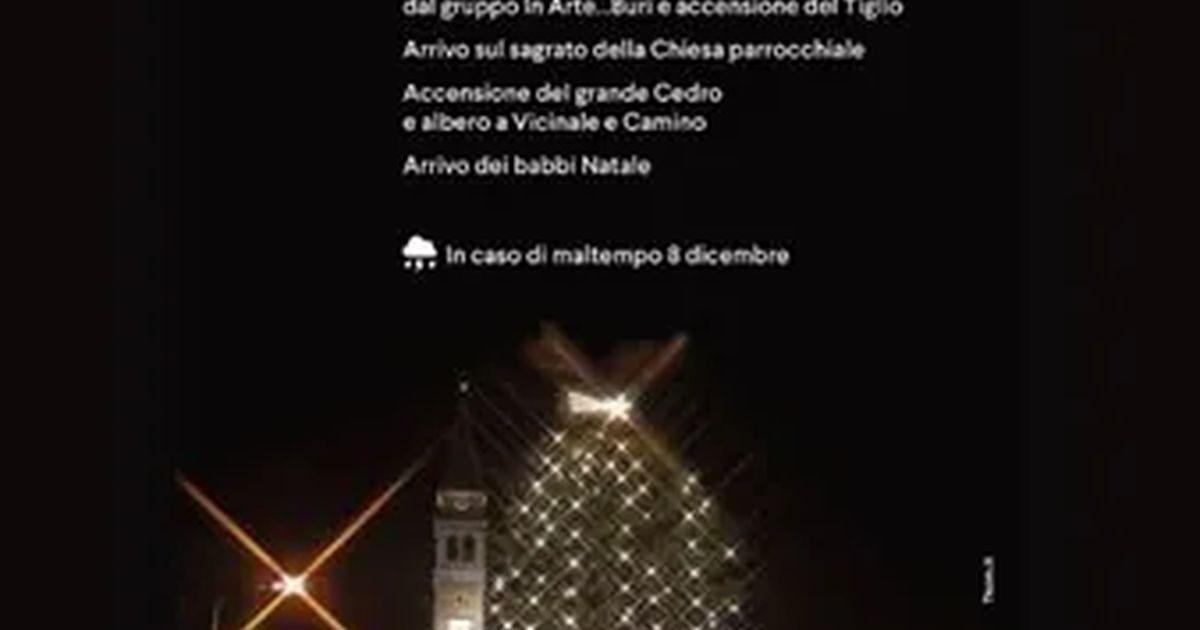 dal gruppo In Arte...Buri e accensione del Tiglio
Arrivo sul sagrato della Chiesa parrocchiale
Accensione del grande Cedro
e albero a Vicinale e Camino
Arrivo dei babbi Natale
In caso di maltempo 8 dicembre